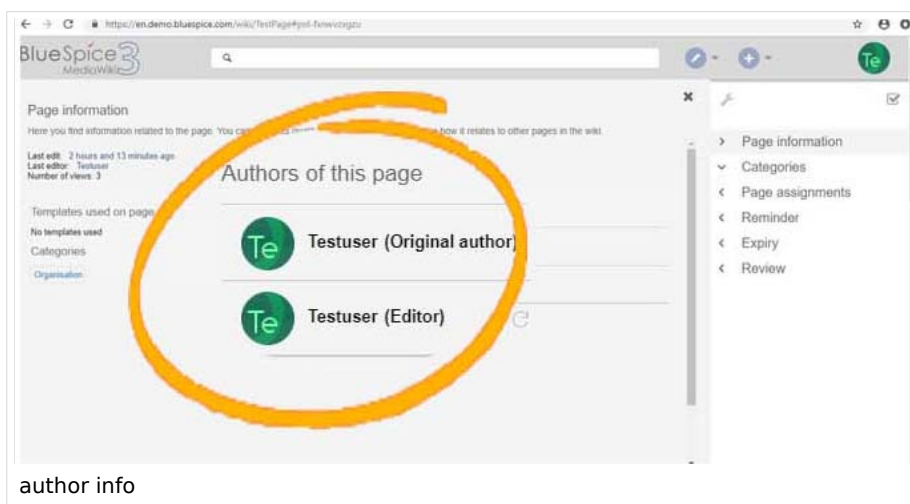 https://en.demo.bluespice.com/wiki/TestPage#
BlueSpice 3
MediaWiki
Te
Page information
Here you find information related to the page. You can how it relates to other pages in the wiki.
Last edit: 2 hours and 13 minutes ago
Last editor: Testuser
Number of views: 3
Templates used on page
No templates used
Categories
Organisation
Authors of this page
Te
Testuser (Original author)
Te
Testuser (Editor)
Page information
Categories
Page assignments
Reminder
Expiry
Review
author info